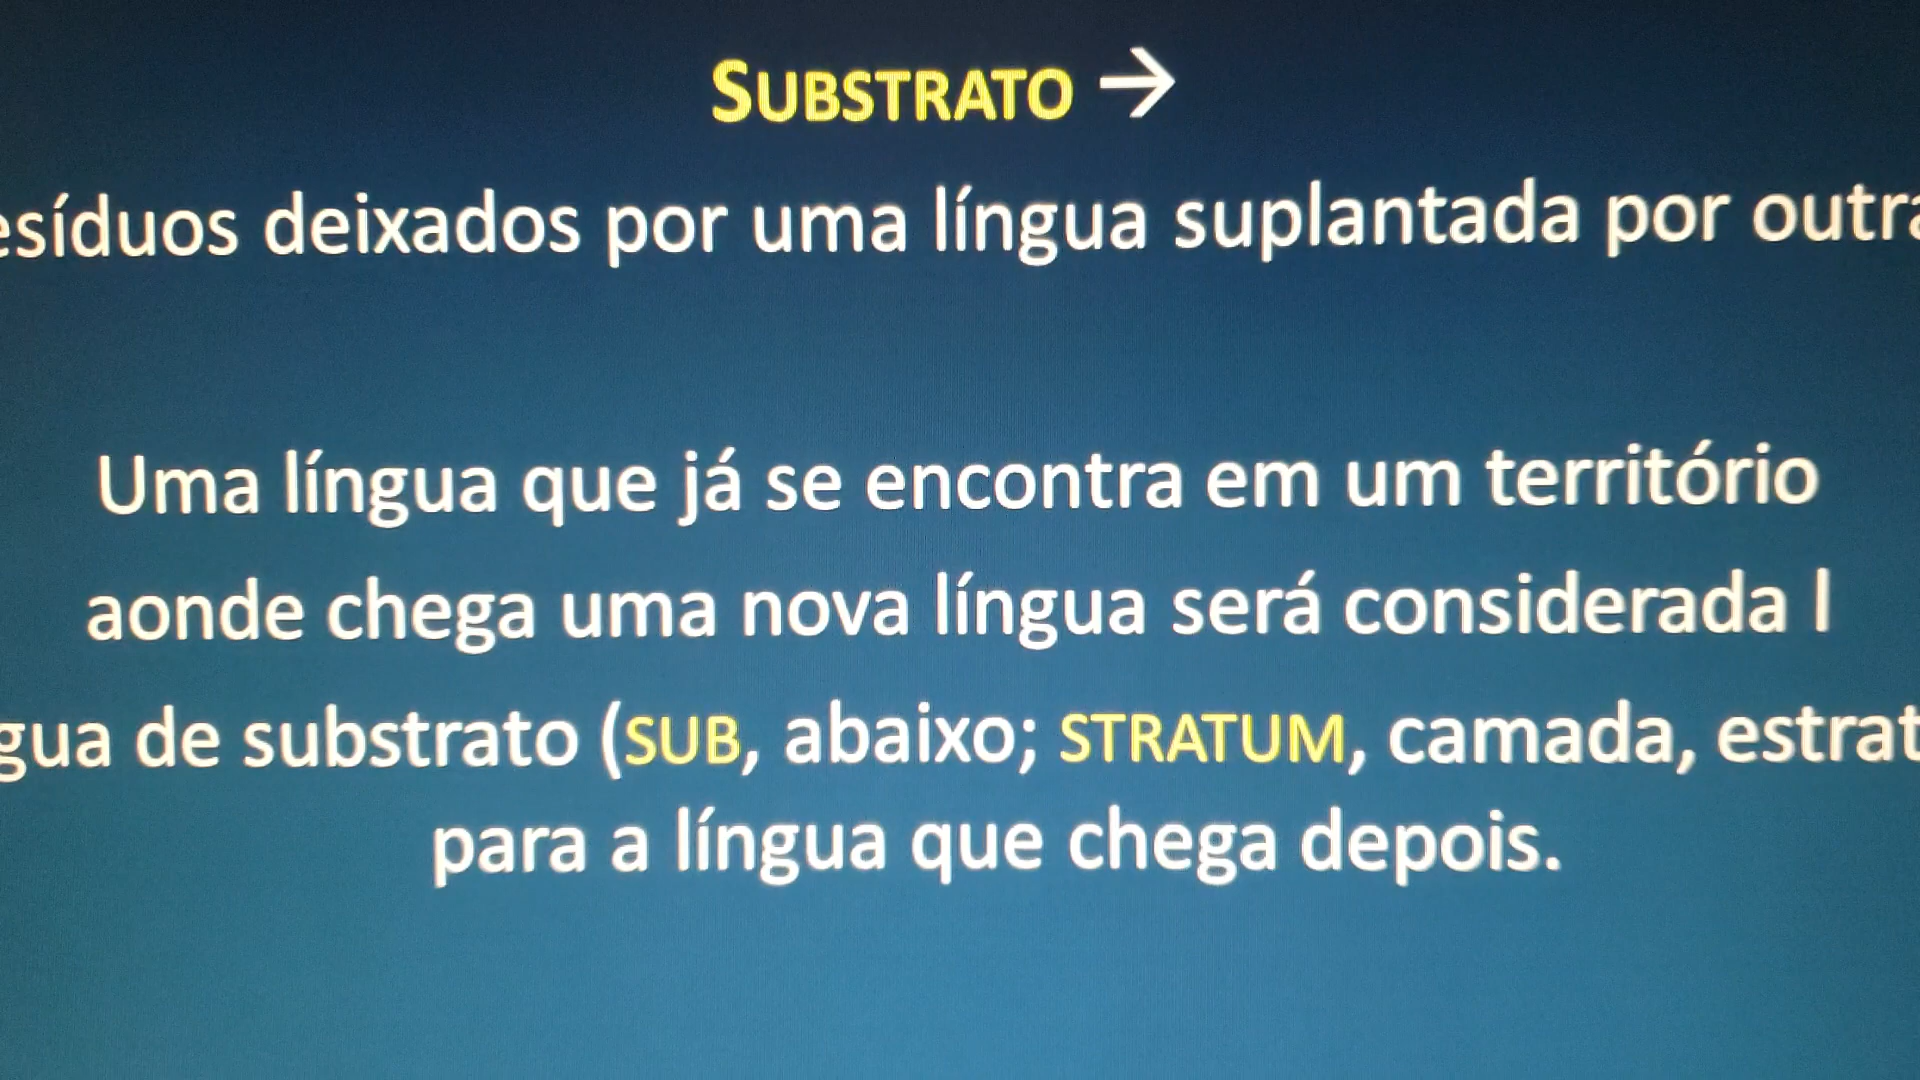 SUBSTRATO →
esíduos deixados por uma língua suplantada por outra
Uma língua que já se encontra em um território
aonde chega uma nova língua será considerada l
gua de substrato (SUB, abaixo; STRATUM, camada, estrat
para a língua que chega depois.